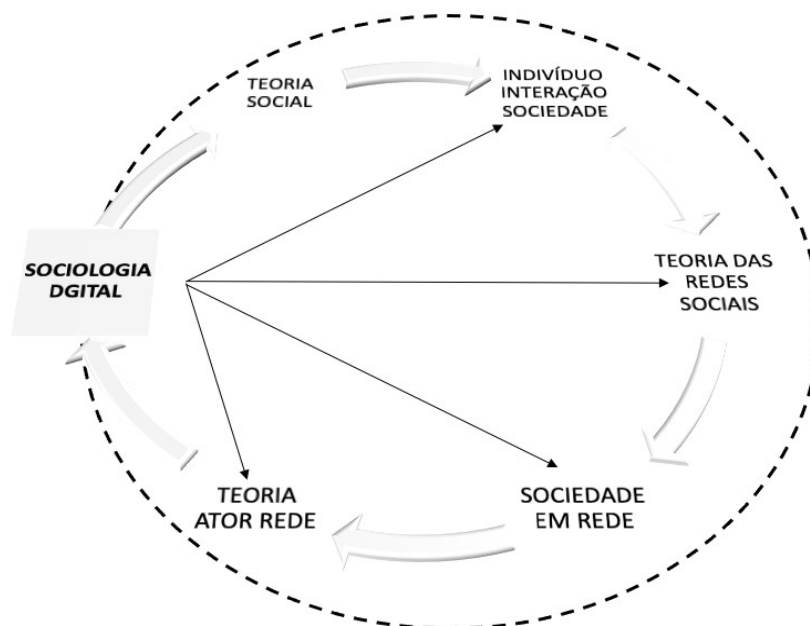 TEORIA
SOCIAL
INDIVÍDUO
INTERAÇÃO
SOCIEDADE
SOCIOLOGIA
DGITAL
TEORIA DAS
REDES
SOCIAIS
TEORIA
ATOR REDE
SOCIEDADE
EM REDE